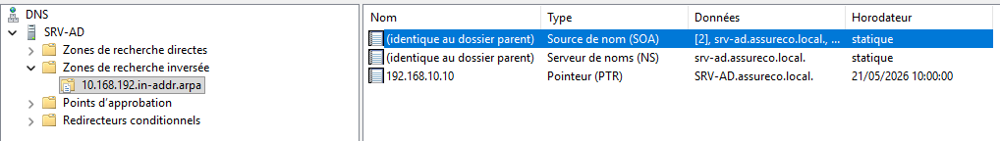 DNS
SRV-AD
Zones de recherche directes
Zones de recherche inversée
10.168.192.in-addr.arpa
Points d'approbation
Redirecteurs conditionnels
Nom Type Données Horodateur
(identique au dossier parent) Source de nom (SOA) [2], srv-ad.assureco.local., ... statique
(identique au dossier parent) Serveur de noms (NS) srv-ad.assureco.local. statique
192.168.10.10 Pointeur (PTR) SRV-AD.assureco.local. 21/05/2026 10:00:00